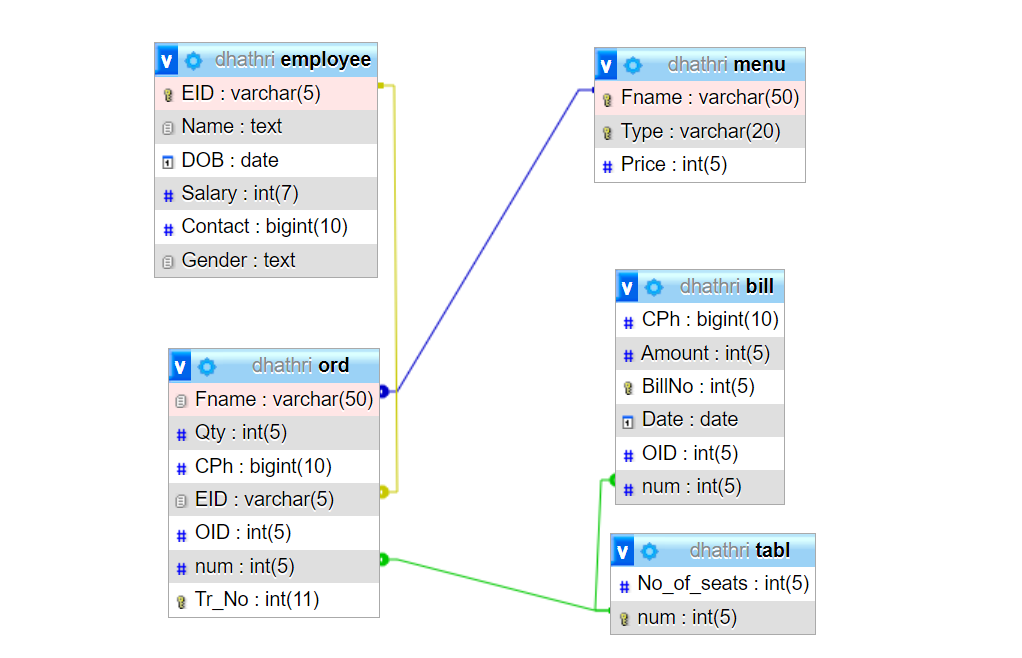 v dhathri employee
EID : varchar(5)
Name : text
DOB : date
Salary : int(7)
Contact : bigint(10)
Gender : text
v dhathri menu
Fname : varchar(50)
Type : varchar(20)
Price : int(5)
v dhathri bill
CPh : bigint(10)
Amount : int(5)
BillNo : int(5)
Date : date
OID : int(5)
num : int(5)
v dhathri ord
Fname : varchar(50)
Qty : int(5)
CPh : bigint(10)
EID : varchar(5)
OID : int(5)
num : int(5)
Tr_No : int(11)
v dhathri tabl
No_of_seats : int(5)
num : int(5)